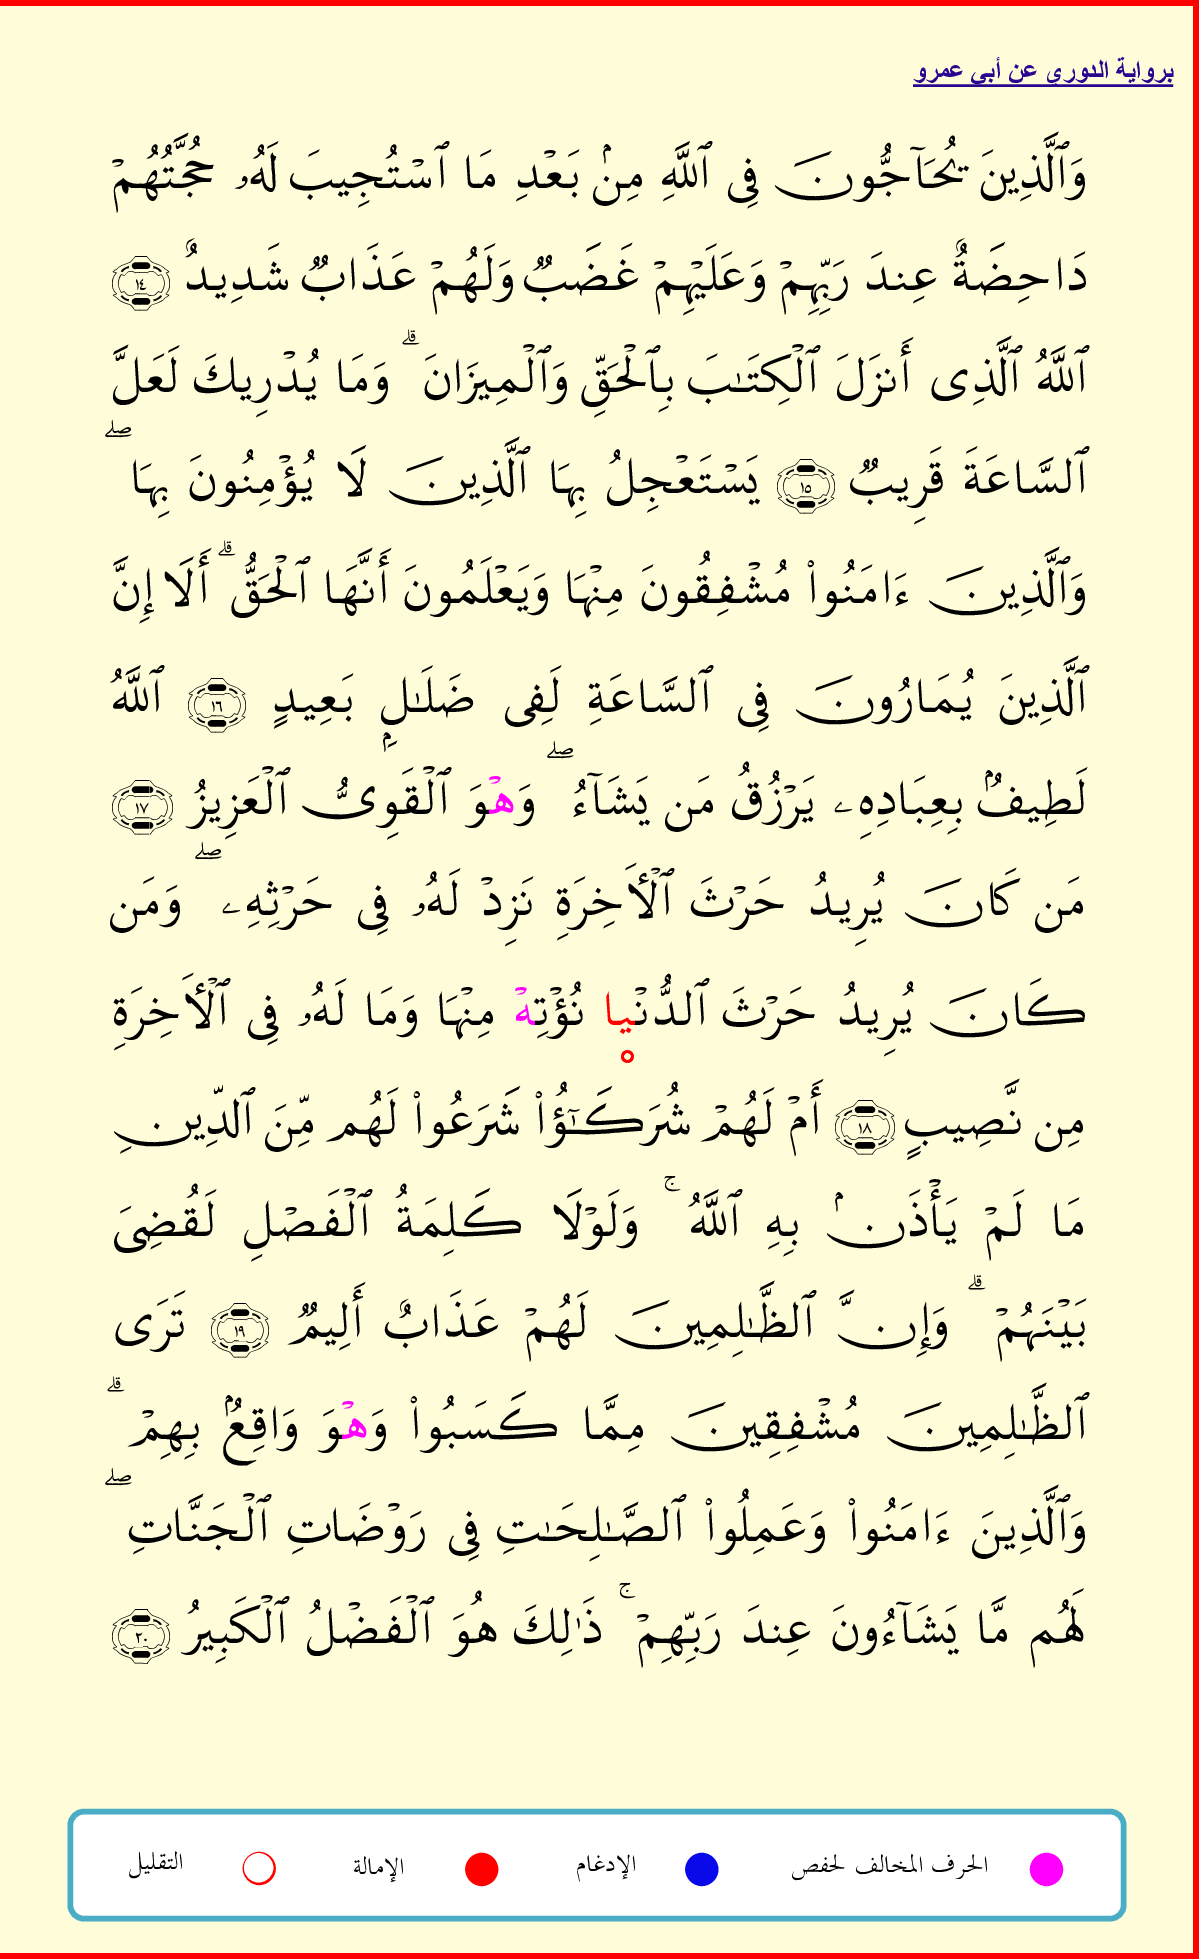 برواية الدوري عن أبي عمرو
وَٱلَّذِينَ يُحَآجُّونَ فِى ٱللَّهِ مِنۢ بَعْدِ مَا ٱسْتُجِيبَ لَهُۥ حُجَّتُهُمْ
دَاحِضَةٌ عِندَ رَبِّهِمْ وَعَلَيْهِمْ غَضَبٌ وَلَهُمْ عَذَابٌ شَدِيدٌ ١٤
ٱللَّهُ ٱلَّذِى أَنزَلَ ٱلْكِتَـٰبَ بِٱلْحَقِّ وَٱلْمِيزَانَ ۗ وَمَا يُدْرِيكَ لَعَلَّ
ٱلسَّاعَةَ قَرِيبٌ ١٥ يَسْتَعْجِلُ بِهَا ٱلَّذِينَ لَا يُؤْمِنُونَ بِهَا ۖ
وَٱلَّذِينَ ءَامَنُوا۟ مُشْفِقُونَ مِنْهَا وَيَعْلَمُونَ أَنَّهَا ٱلْحَقُّ ۗ أَلَا إِنَّ
ٱلَّذِينَ يُمَارُونَ فِى ٱلسَّاعَةِ لَفِى ضَلَـٰلٍۭ بَعِيدٍ ١٦ ٱللَّهُ
لَطِيفٌۢ بِعِبَادِهِۦ يَرْزُقُ مَن يَشَآءُ ۖ وَهْوَ ٱلْقَوِىُّ ٱلْعَزِيزُ ١٧
مَن كَانَ يُرِيدُ حَرْثَ ٱلْأَخِرَةِ نَزِدْ لَهُۥ فِى حَرْثِهِۦ ۖ وَمَن
كَانَ يُرِيدُ حَرْثَ ٱلدُّنْيا نُؤْتِهْ مِنْهَا وَمَا لَهُۥ فِى ٱلْأَخِرَةِ
مِن نَّصِيبٍ ١٨ أَمْ لَهُمْ شُرَكَـٰٓؤُا۟ شَرَعُوا۟ لَهُم مِّنَ ٱلدِّينِ
مَا لَمْ يَأْذَنۢ بِهِ ٱللَّهُ ۚ وَلَوْلَا كَلِمَةُ ٱلْفَصْلِ لَقُضِىَ
بَيْنَهُمْ ۗ وَإِنَّ ٱلظَّـٰلِمِينَ لَهُمْ عَذَابٌ أَلِيمٌ ١٩ تَرَى
ٱلظَّـٰلِمِينَ مُشْفِقِينَ مِمَّا كَسَبُوا۟ وَهْوَ وَاقِعٌۢ بِهِمْ ۗ
وَٱلَّذِينَ ءَامَنُوا۟ وَعَمِلُوا۟ ٱلصَّـٰلِحَـٰتِ فِى رَوْضَاتِ ٱلْجَنَّاتِ ۖ
لَهُم مَّا يَشَآءُونَ عِندَ رَبِّهِمْ ۚ ذَٰلِكَ هُوَ ٱلْفَضْلُ ٱلْكَبِيرُ ٢٠
الحرف المخالف لحفص الإدغام الإمالة التقليل